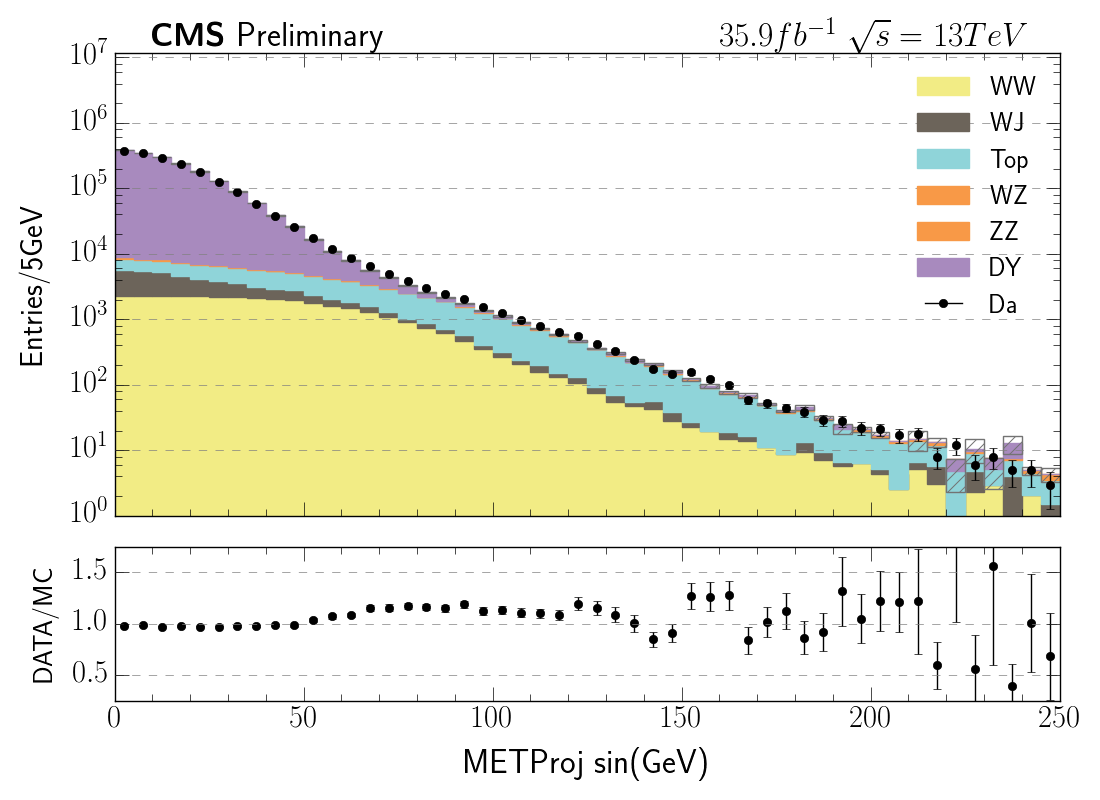 CMS Preliminary 35.9fb⁻¹ √s = 13TeV
10⁷
10⁶
10⁵
10⁴
10³
10²
10¹
10⁰
Entries/5GeV
WW
WJ
Top
WZ
ZZ
DY
Da
1.5
1.0
0.5
DATA/MC
0 50 100 150 200 250
METProj sin(GeV)